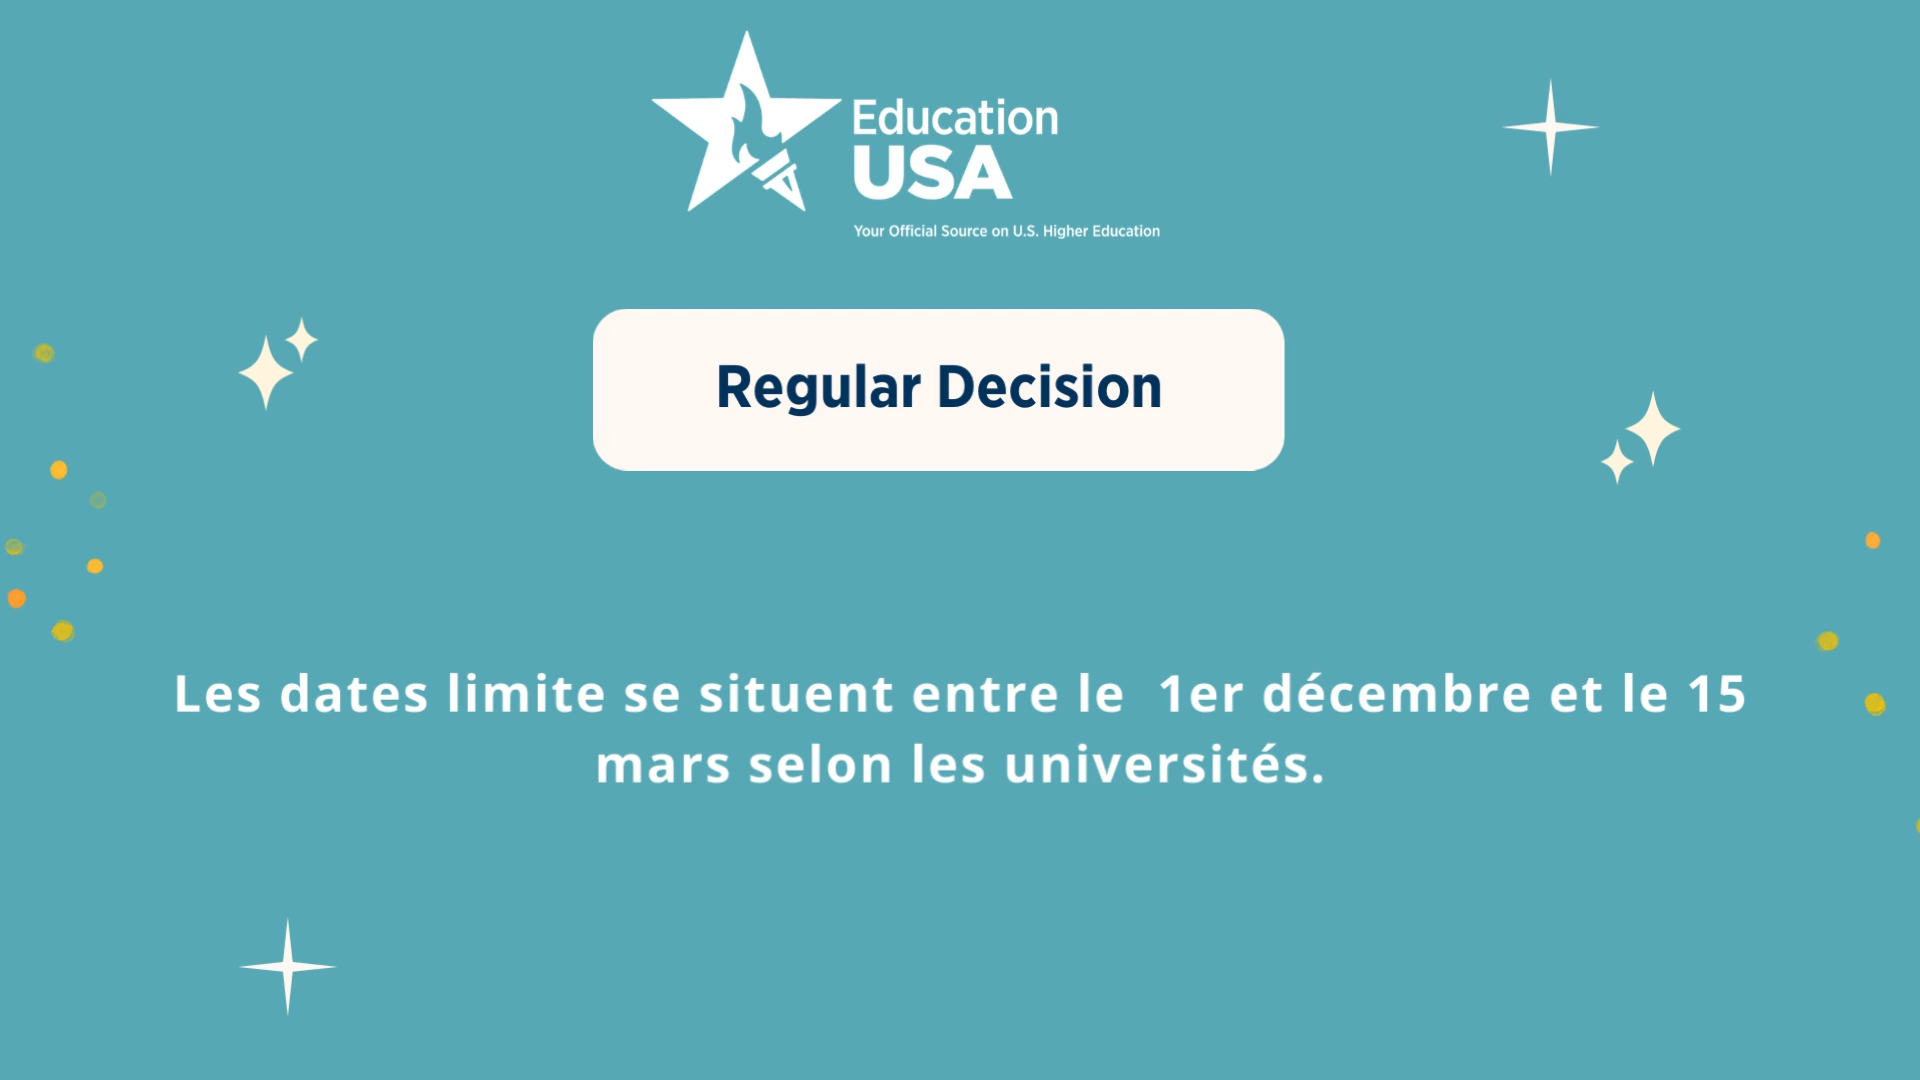 Education
USA
Your Official Source on U.S. Higher Education
Regular Decision
Les dates limite se situent entre le  1er décembre et le 15
mars selon les universités.